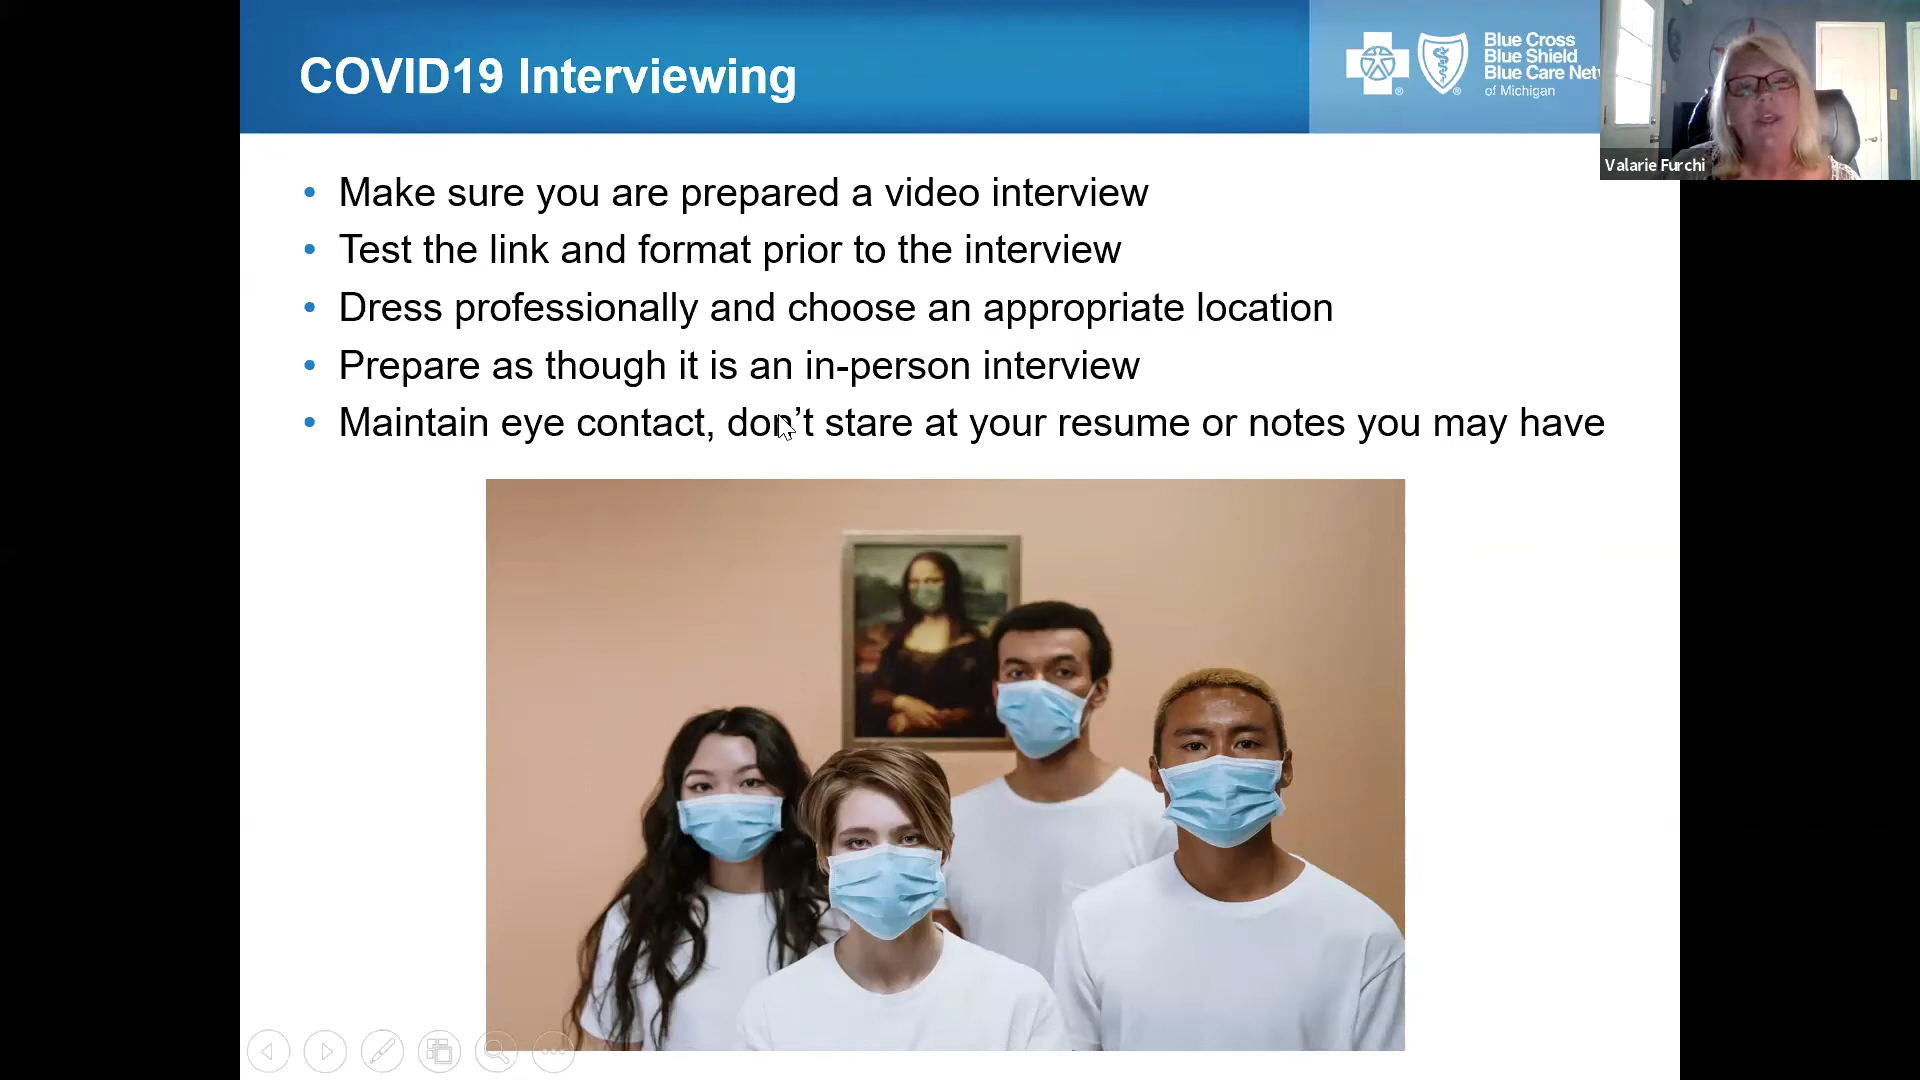 COVID19 Interviewing
Blue Cross
Blue Shield
Blue Care Net
of Michigan
Valarie Furchi
• Make sure you are prepared a video interview
• Test the link and format prior to the interview
• Dress professionally and choose an appropriate location
• Prepare as though it is an in-person interview
• Maintain eye contact, don’t stare at your resume or notes you may have